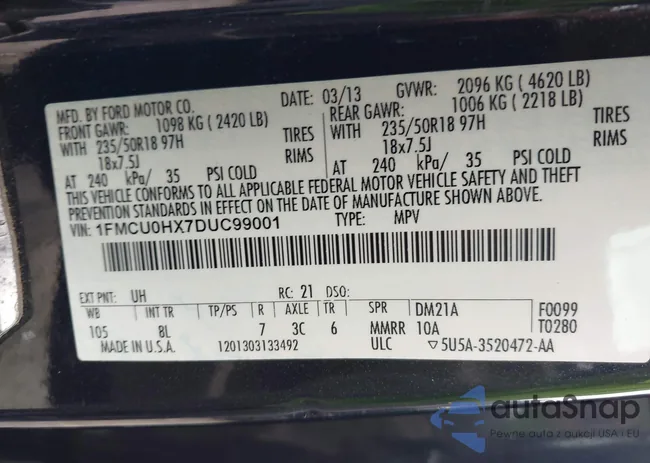 MFD. BY FORD MOTOR CO.
DATE: 03/13 GVWR: 2096 KG ( 4620 LB)
FRONT GAWR: 1098 KG ( 2420 LB)
REAR GAWR: 1006 KG ( 2218 LB)
WITH 235/50R18 97H TIRES
WITH 235/50R18 97H TIRES
18x7.5J RIMS
18x7.5J RIMS
AT 240 kPa/ 35 PSI COLD
AT 240 kPa/ 35 PSI COLD
THIS VEHICLE CONFORMS TO ALL APPLICABLE FEDERAL MOTOR VEHICLE SAFETY AND THEFT
PREVENTION STANDARDS IN EFFECT ON THE DATE OF MANUFACTURE SHOWN ABOVE.
VIN: 1FMCU0HX7DUC99001 TYPE: MPV
EXT PNT: UH RC: 21 DSO:
WB INT TR TP/PS R AXLE TR SPR DM21A F0099
105 8L 7 3C 6 MMRR 10A T0280
MADE IN U.S.A. 1201303133492 ULC ▽5U5A-3520472-AA
autoSnap
Pewne auta z aukcji USA i EU